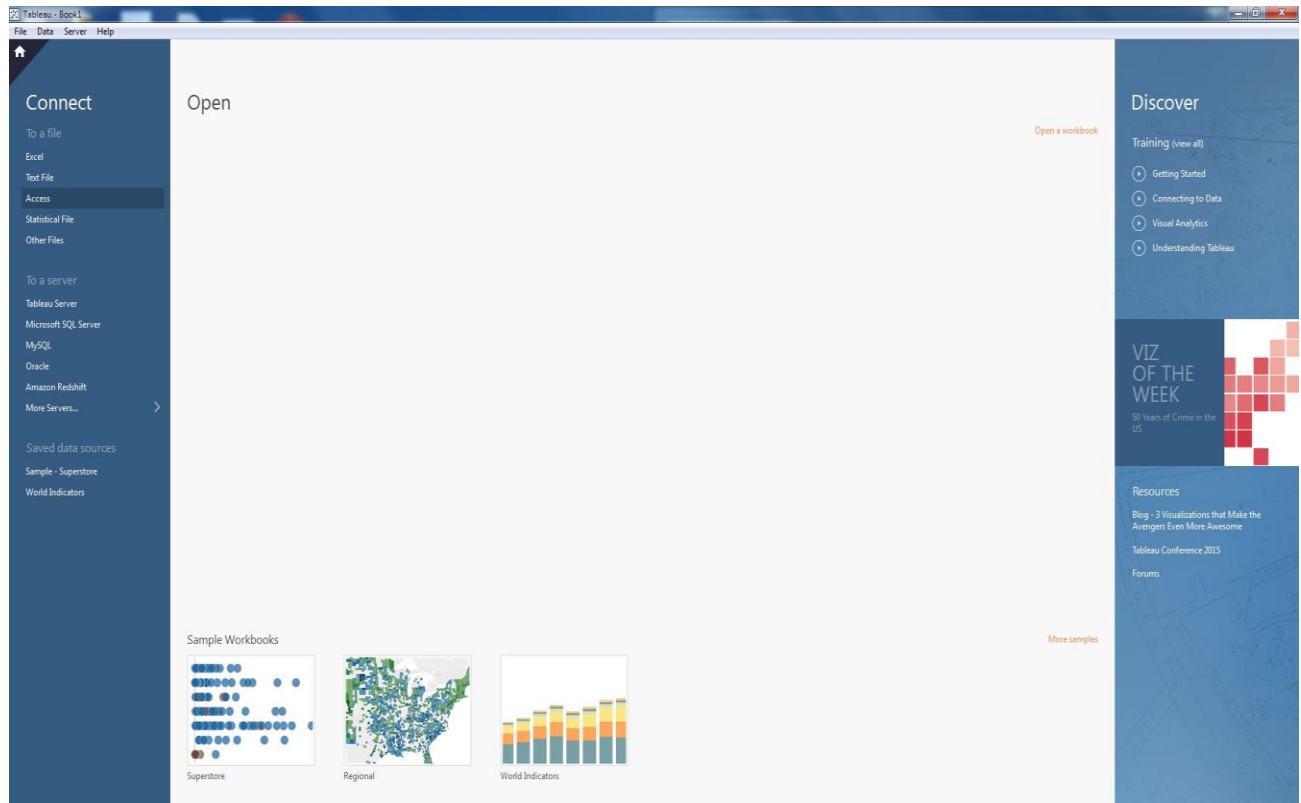 Tableau - Book1
File Data Server Help
Connect
To a file
Excel
Text File
Access
Statistical File
Other Files
To a server
Tableau Server
Microsoft SQL Server
MySQL
Oracle
Amazon Redshift
More Servers...
Saved data sources
Sample - Superstore
World Indicators
Open
Open a workbook
Sample Workbooks
More samples
Superstore
Regional
World Indicators
Discover
Training (view all)
Getting Started
Connecting to Data
Visual Analytics
Understanding Tableau
VIZ
OF THE
WEEK
50 Years of Crime in the
US
Resources
Blog - 3 Visualizations that Make the
Avengers Even More Awesome
Tableau Conference 2015
Forums